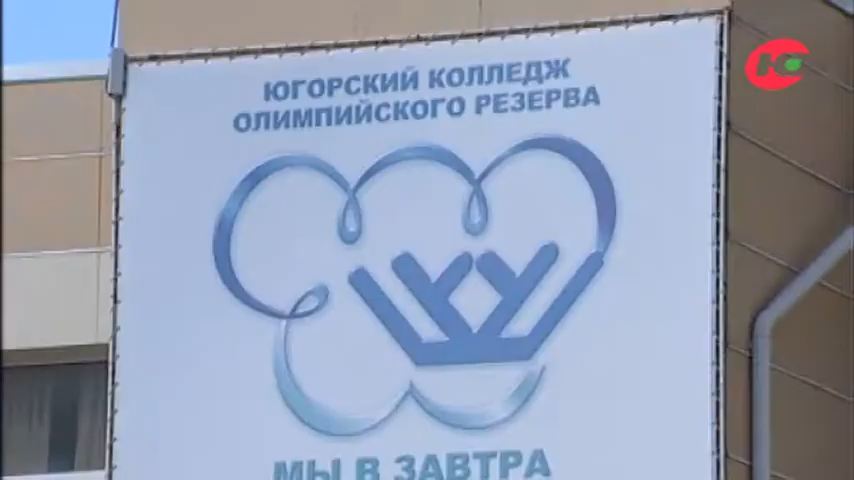 ЮГОРСКИЙ КОЛЛЕДЖ
ОЛИМПИЙСКОГО РЕЗЕРВА
МЫ В ЗАВТРА
Ю